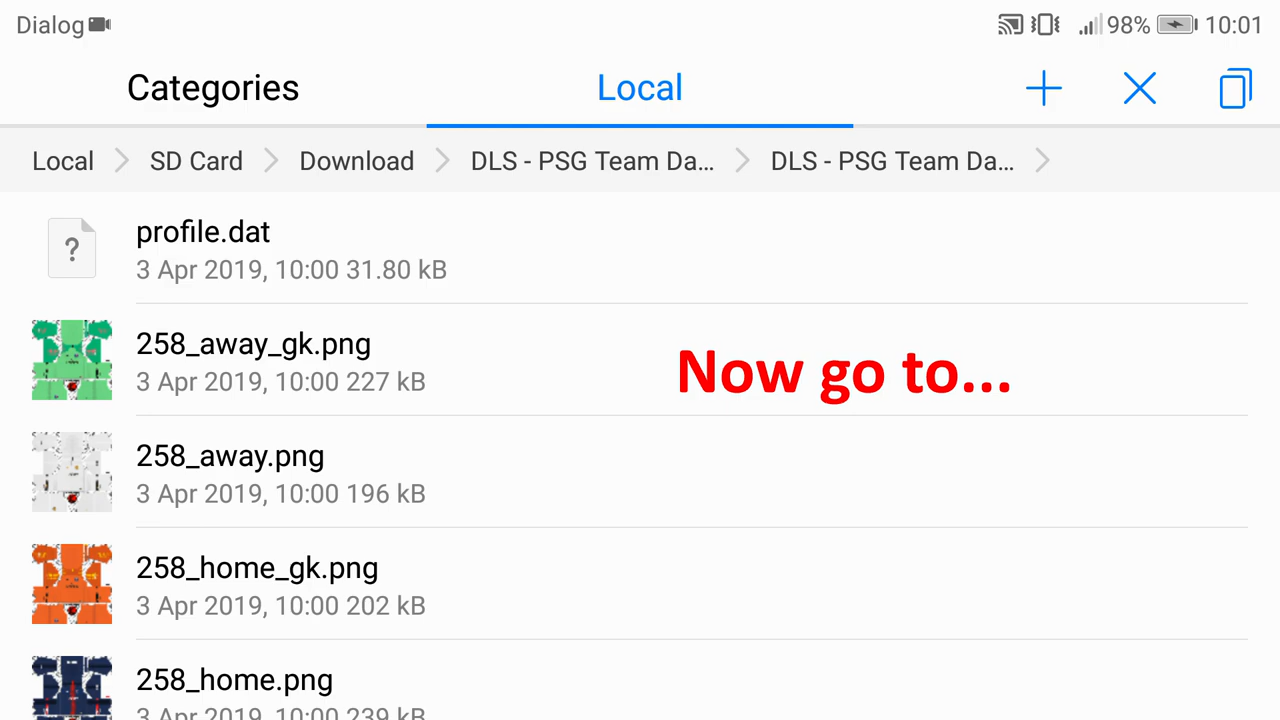 Dialog 98% 10:01
Categories Local
Local SD Card Download DLS - PSG Team Da... DLS - PSG Team Da...
?
profile.dat
3 Apr 2019, 10:00 31.80 kB
258_away_gk.png
3 Apr 2019, 10:00 227 kB
Now go to...
258_away.png
3 Apr 2019, 10:00 196 kB
258_home_gk.png
3 Apr 2019, 10:00 202 kB
258_home.png
3 Apr 2019, 10:00 239 kB